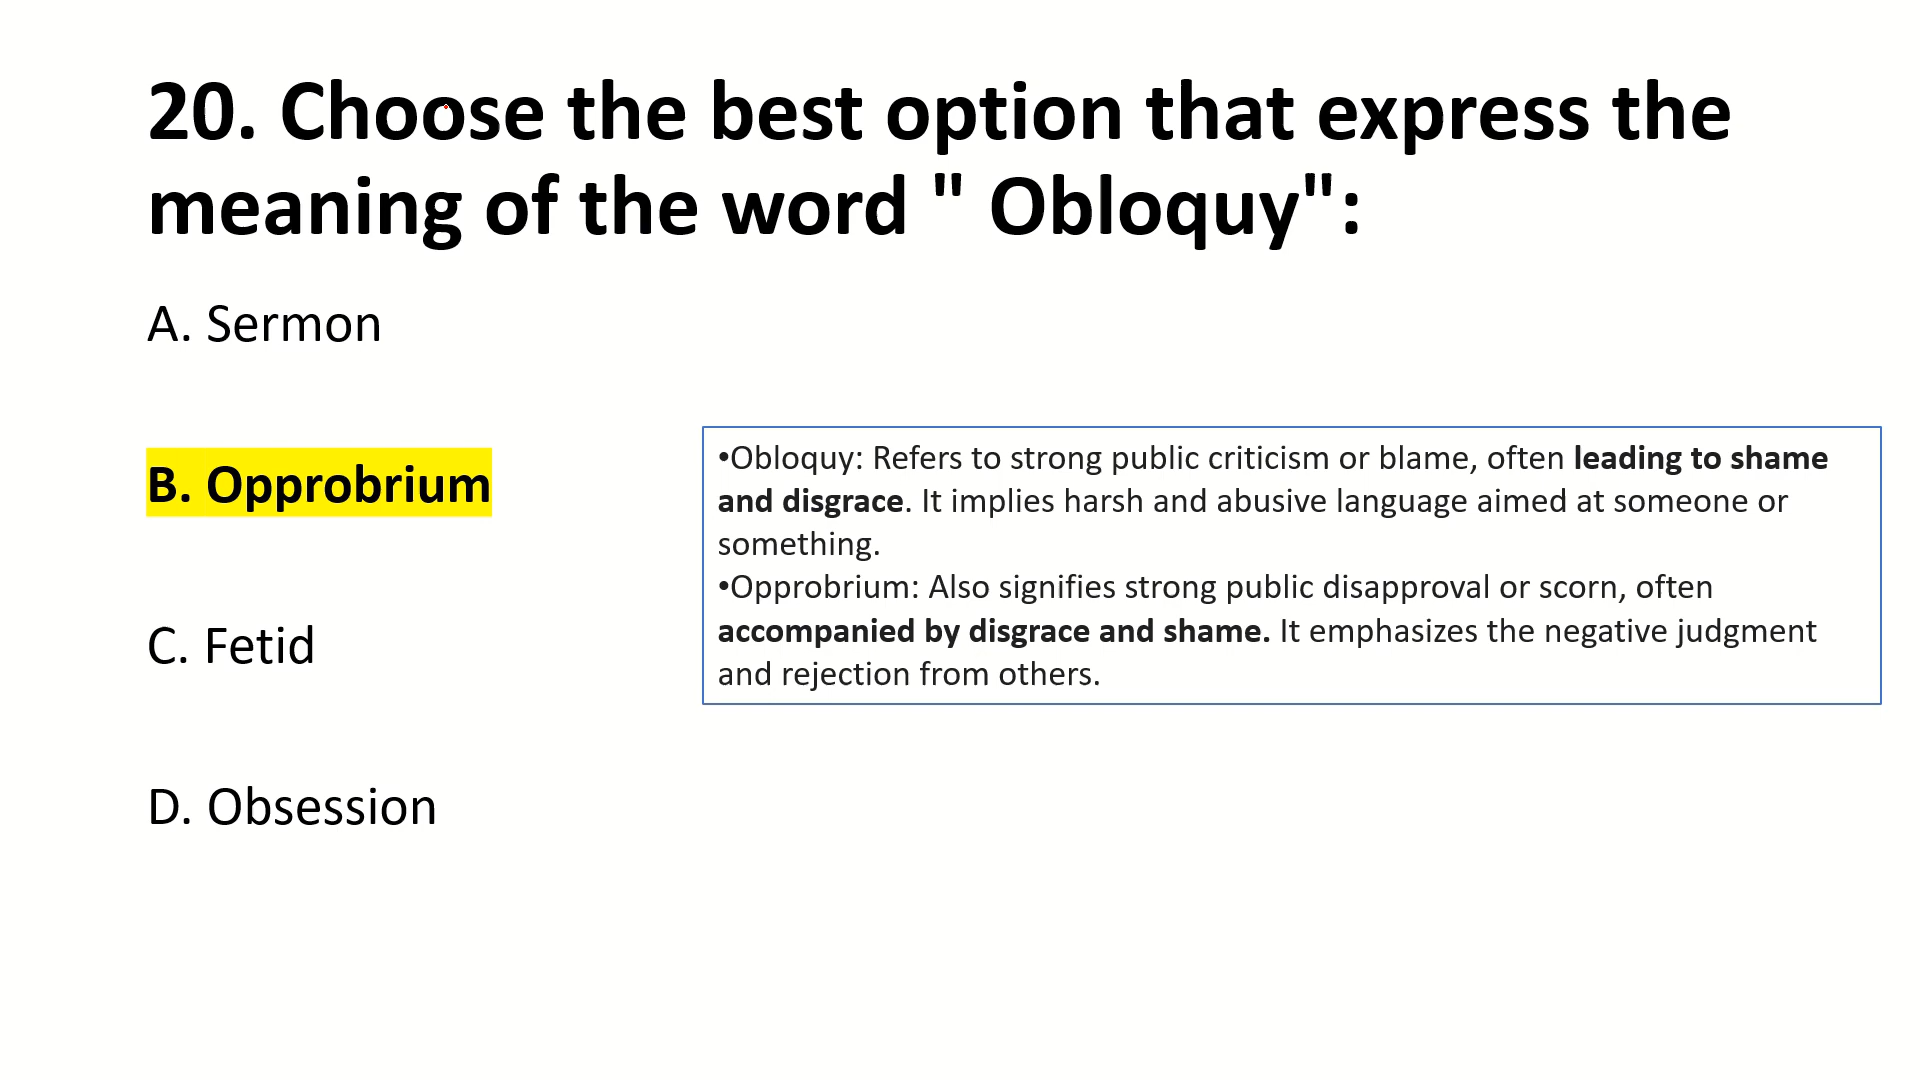 20. Choose the best option that express the
meaning of the word " Obloquy":
A. Sermon
B. Opprobrium
•Obloquy: Refers to strong public criticism or blame, often leading to shame
and disgrace. It implies harsh and abusive language aimed at someone or
something.
•Opprobrium: Also signifies strong public disapproval or scorn, often
accompanied by disgrace and shame. It emphasizes the negative judgment
and rejection from others.
C. Fetid
D. Obsession